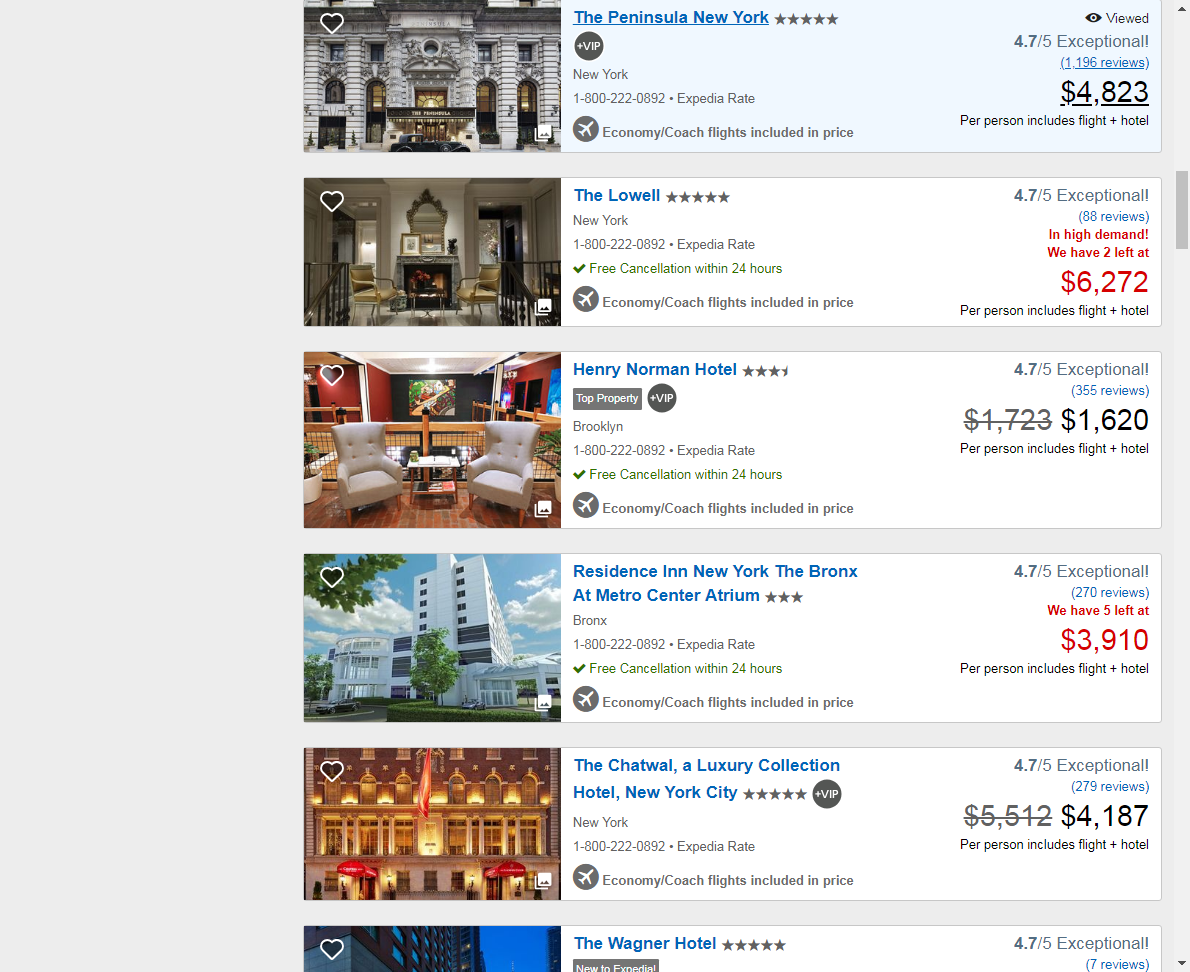 The Peninsula New York
Viewed
+VIP
4.7/5 Exceptional!
(1,196 reviews)
New York
$4,823
1-800-222-0892 • Expedia Rate
Per person includes flight + hotel
Economy/Coach flights included in price
THE PENINSULA
The Lowell
4.7/5 Exceptional!
New York
(88 reviews)
In high demand!
1-800-222-0892 • Expedia Rate
We have 2 left at
Free Cancellation within 24 hours
$6,272
Economy/Coach flights included in price
Per person includes flight + hotel
Henry Norman Hotel
4.7/5 Exceptional!
Top Property +VIP
(355 reviews)
Brooklyn
$1,723 $1,620
1-800-222-0892 • Expedia Rate
Per person includes flight + hotel
Free Cancellation within 24 hours
Economy/Coach flights included in price
Residence Inn New York The Bronx
At Metro Center Atrium
4.7/5 Exceptional!
(270 reviews)
Bronx
We have 5 left at
1-800-222-0892 • Expedia Rate
$3,910
Free Cancellation within 24 hours
Per person includes flight + hotel
Economy/Coach flights included in price
The Chatwal, a Luxury Collection
Hotel, New York City +VIP
4.7/5 Exceptional!
(279 reviews)
New York
$5,512 $4,187
1-800-222-0892 • Expedia Rate
Per person includes flight + hotel
Economy/Coach flights included in price
The Wagner Hotel
4.7/5 Exceptional!
New to Expedia!
(7 reviews)